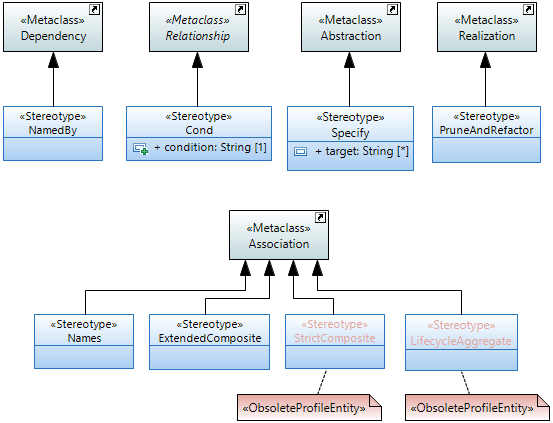 «Metaclass»
Dependency
«Metaclass»
Relationship
«Metaclass»
Abstraction
«Metaclass»
Realization
«Stereotype»
NamedBy
«Stereotype»
Cond
+ condition: String [1]
«Stereotype»
Specify
+ target: String [*]
«Stereotype»
PruneAndRefactor
«Metaclass»
Association
«Stereotype»
Names
«Stereotype»
ExtendedComposite
«Stereotype»
StrictComposite
«Stereotype»
LifecycleAggregate
«ObsoleteProfileEntity»
«ObsoleteProfileEntity»